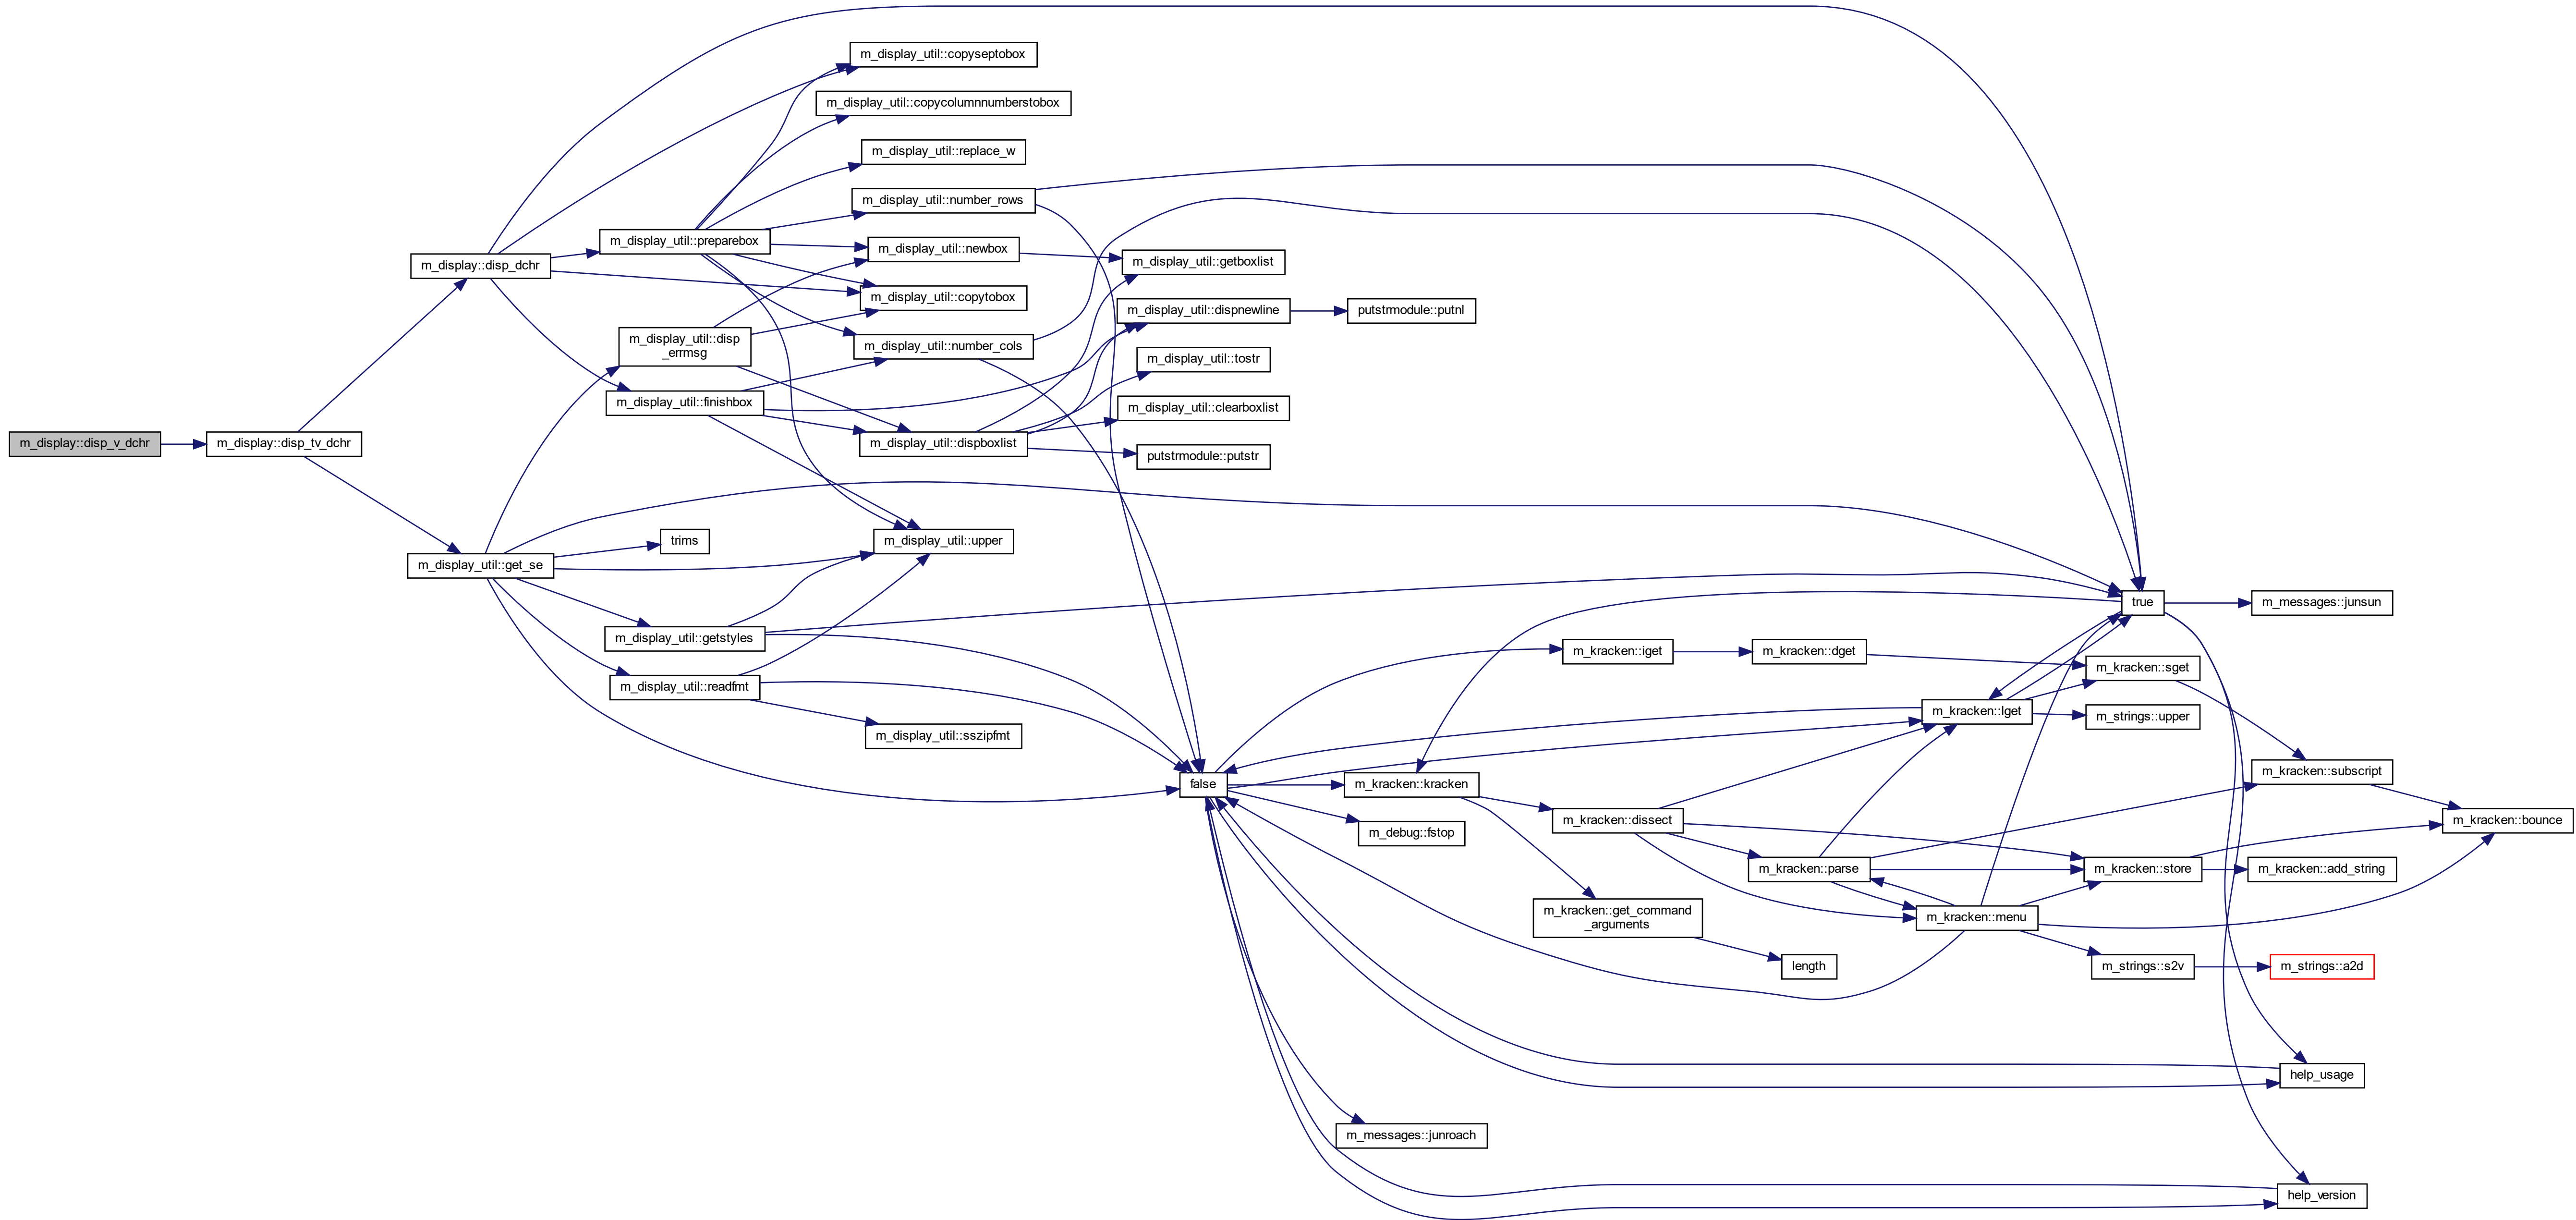 m_display_util::copyseptobox
m_display_util::copycolumnnumberstobox
m_display_util::replace_w
m_display_util::number_rows
m_display_util::preparebox
m_display_util::newbox
m_display::disp_dchr
m_display_util::getboxlist
m_display_util::copytobox
m_display_util::dispnewline
putstrmodule::putnl
m_display_util::disp
_errmsg
m_display_util::number_cols
m_display_util::tostr
m_display_util::finishbox
m_display_util::clearboxlist
m_display::disp_v_dchr
m_display::disp_tv_dchr
m_display_util::dispboxlist
putstrmodule::putstr
trims
m_display_util::upper
m_display_util::get_se
true
m_messages::junsun
m_display_util::getstyles
m_kracken::iget
m_kracken::dget
m_kracken::sget
m_display_util::readfmt
m_kracken::lget
m_strings::upper
m_display_util::sszipfmt
m_kracken::subscript
false
m_kracken::kracken
m_kracken::dissect
m_kracken::bounce
m_debug::fstop
m_kracken::parse
m_kracken::store
m_kracken::add_string
m_kracken::get_command
_arguments
m_kracken::menu
length
m_strings::s2v
m_strings::a2d
help_usage
m_messages::junroach
help_version